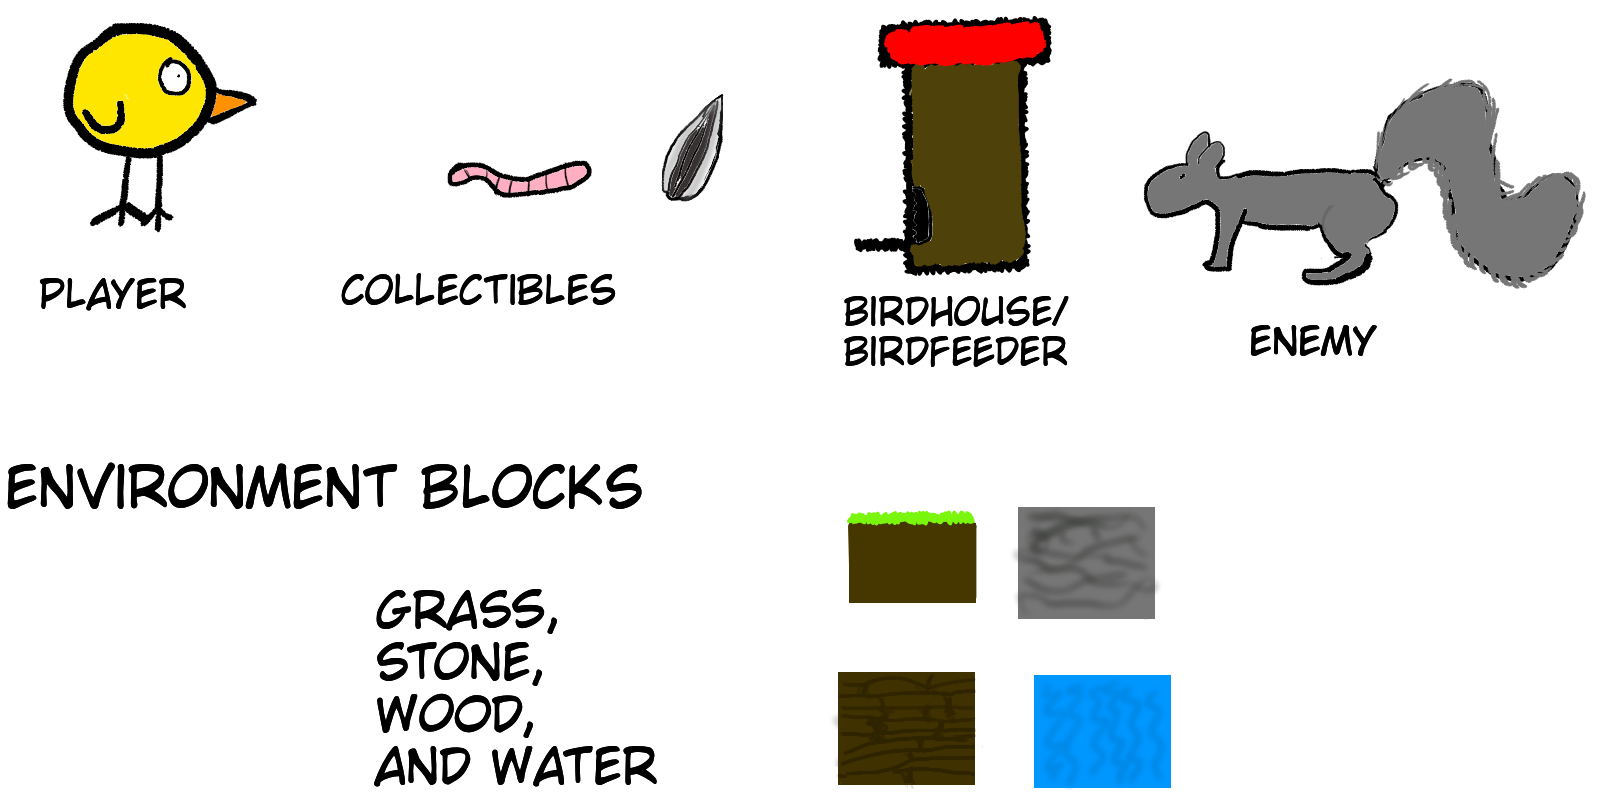 PLAYER
COLLECTIBLES
BIRDHOUSE/
BIRDFEEDER
ENEMY
ENVIRONMENT BLOCKS
GRASS,
STONE,
WOOD,
AND WATER